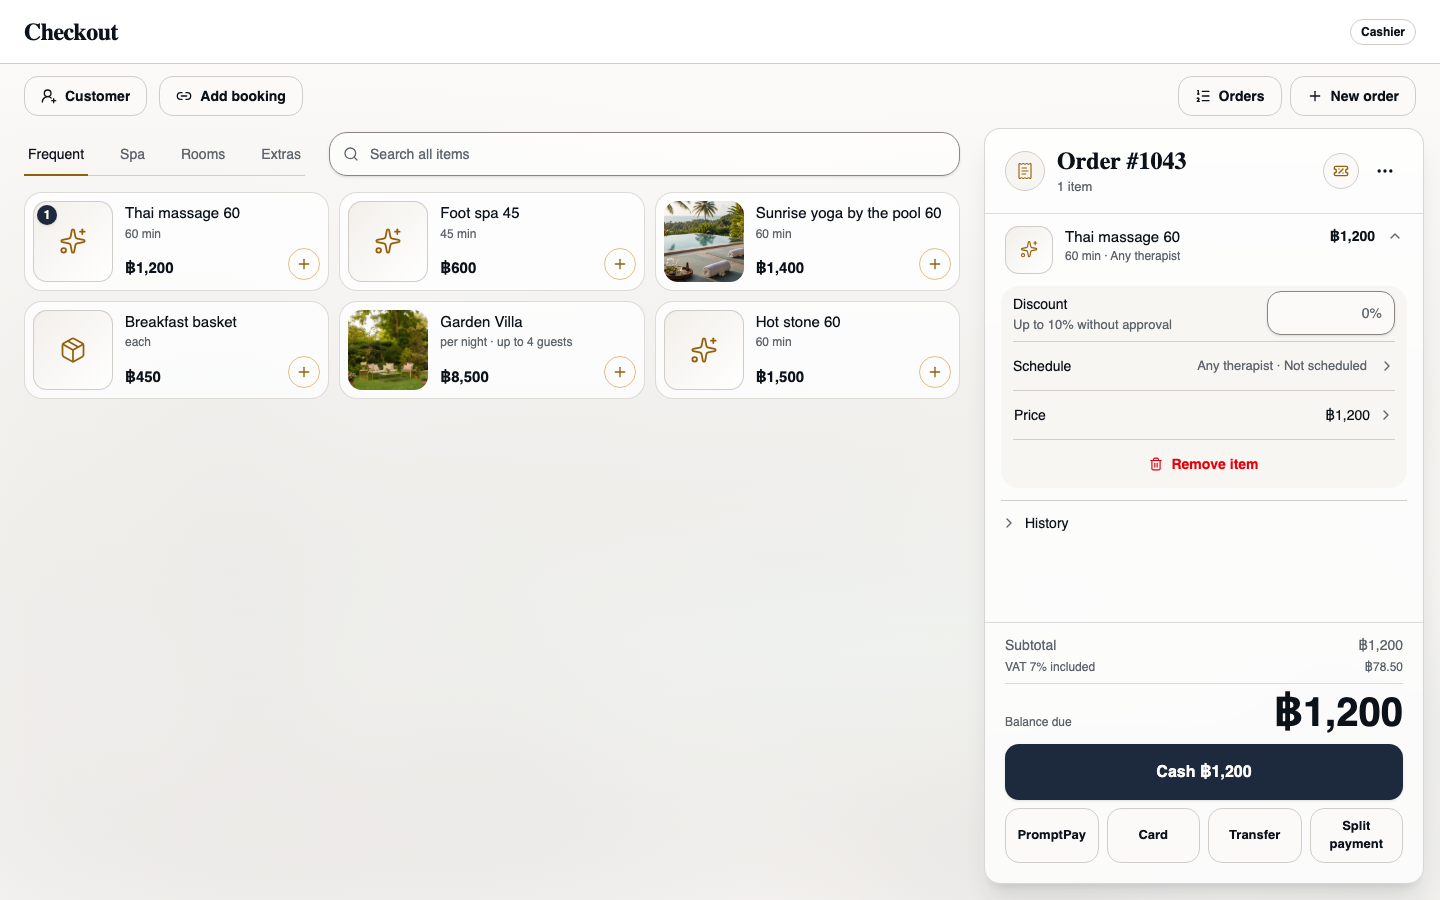 Checkout
Cashier
Customer
Add booking
Orders
New order
Frequent
Spa
Rooms
Extras
Search all items
1
Thai massage 60
60 min
฿1,200
Foot spa 45
45 min
฿600
Sunrise yoga by the pool 60
60 min
฿1,400
Breakfast basket
each
฿450
Garden Villa
per night · up to 4 guests
฿8,500
Hot stone 60
60 min
฿1,500
Order #1043
1 item
Thai massage 60
฿1,200
60 min · Any therapist
Discount
Up to 10% without approval
0%
Schedule
Any therapist · Not scheduled
Price
฿1,200
Remove item
History
Subtotal
฿1,200
VAT 7% included
฿78.50
Balance due
฿1,200
Cash ฿1,200
PromptPay
Card
Transfer
Split
payment